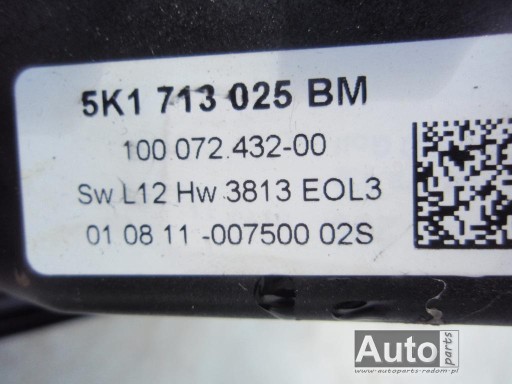 5K1 713 025 BM
100.072.432-00
Sw L12 Hw 3813 EOL3
01 08 11 -007500 02S
Auto parts
www.autoparts-radom.pl